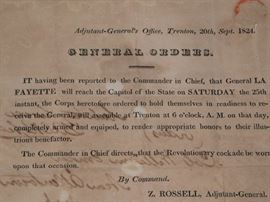 Adjutant-General's Office, Trenton, 20th, Sept. 1824.
GENERAL ORDERS.
IT having been reported to the Commander in Chief, that General LA
FAYETTE will reach the Capitol of the State on SATURDAY the 25th
instant, the Corps heretofore ordered to hold themselves in readiness to re-
ceive the General, will assemble at Trenton at 6 o'clock, A. M. on that day,
completely armed and equiped, to render appropriate honors to their illus-
trious benefactor.
The Commander in Chief directs, that the Revolutionary cockade be worn
upon that occasion.
By Command.
Z. ROSSELL, Adjutant-General.